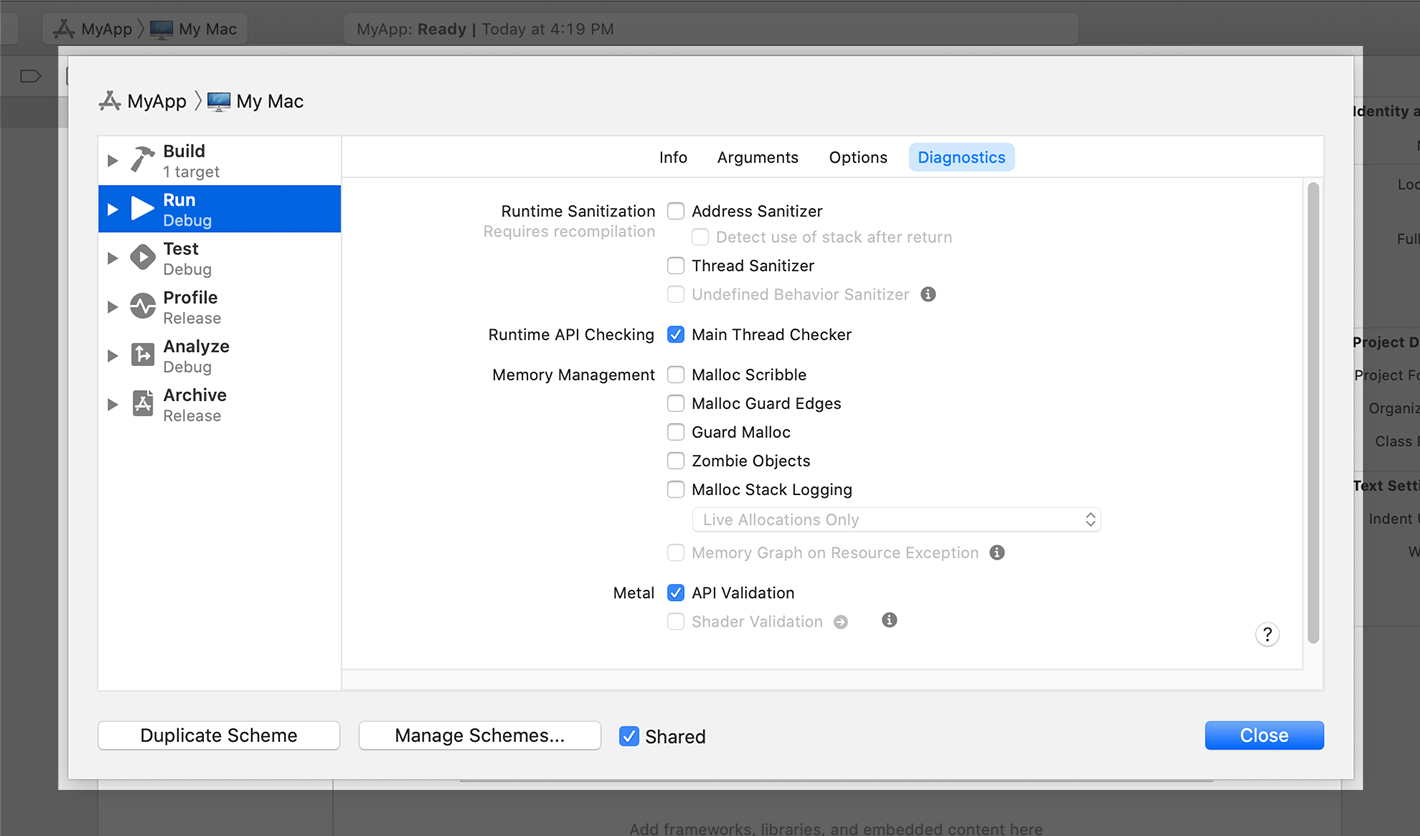 MyApp 〉 My Mac
MyApp: Ready | Today at 4:19 PM
MyApp 〉 My Mac
Build
1 target
Run
Debug
Test
Debug
Profile
Release
Analyze
Debug
Archive
Release
Info Arguments Options Diagnostics
Runtime Sanitization Address Sanitizer
Requires recompilation
Detect use of stack after return
Thread Sanitizer
Undefined Behavior Sanitizer
Runtime API Checking Main Thread Checker
Memory Management Malloc Scribble
Malloc Guard Edges
Guard Malloc
Zombie Objects
Malloc Stack Logging
Live Allocations Only
Memory Graph on Resource Exception
Metal API Validation
Shader Validation
?
Duplicate Scheme Manage Schemes... Shared Close
Identity a
Loc
Full
Project D
Project Fo
Organiz
Class
Text Setti
Indent
W
Add frameworks, libraries, and embedded content here